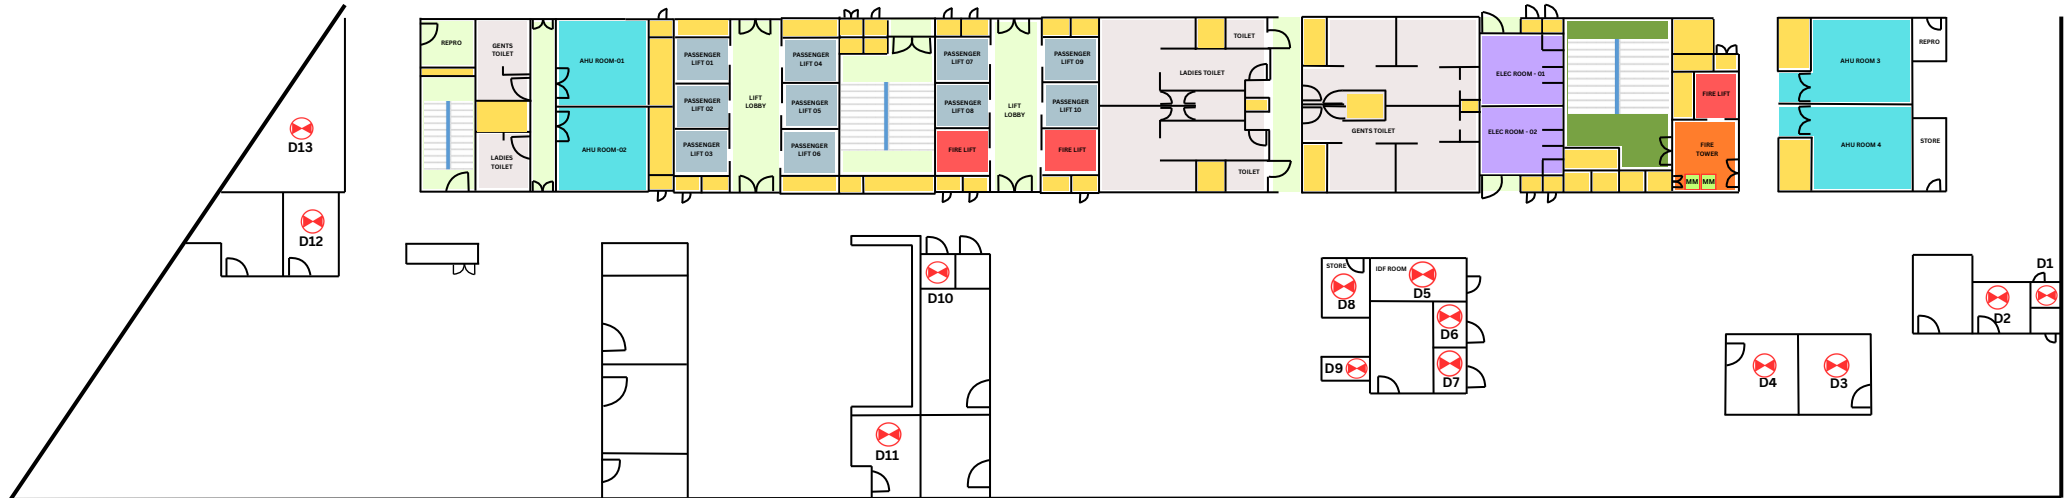 REPRO
GENTS
TOILET
LADIES
TOILET
AHU ROOM-01
AHU ROOM-02
PASSENGER
LIFT 01
PASSENGER
LIFT 02
PASSENGER
LIFT 03
LIFT
LOBBY
PASSENGER
LIFT 04
PASSENGER
LIFT 05
PASSENGER
LIFT 06
PASSENGER
LIFT 07
PASSENGER
LIFT 08
FIRE LIFT
LIFT
LOBBY
PASSENGER
LIFT 09
PASSENGER
LIFT 10
FIRE LIFT
LADIES TOILET
TOILET
TOILET
GENTS TOILET
ELEC ROOM - 01
ELEC ROOM - 02
FIRE LIFT
FIRE
TOWER
MM MM
AHU ROOM 3
AHU ROOM 4
REPRO
STORE
D13
D12
D10
D11
STORE
D8
IDF ROOM
D5
D6
D9
D7
D4
D3
D2
D1